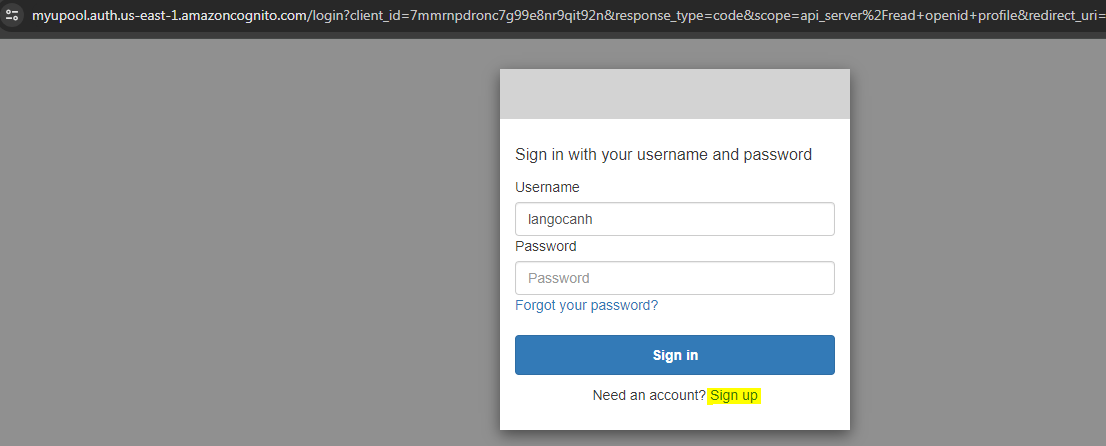 myupool.auth.us-east-1.amazoncognito.com/login?client_id=7mmrnpdronc7g99e8nr9qit92n&response_type=code&scope=api_server%2Fread+openid+profile&redirect_uri=
Sign in with your username and password
Username
langocanh
Password
Password
Forgot your password?
Sign in
Need an account? Sign up